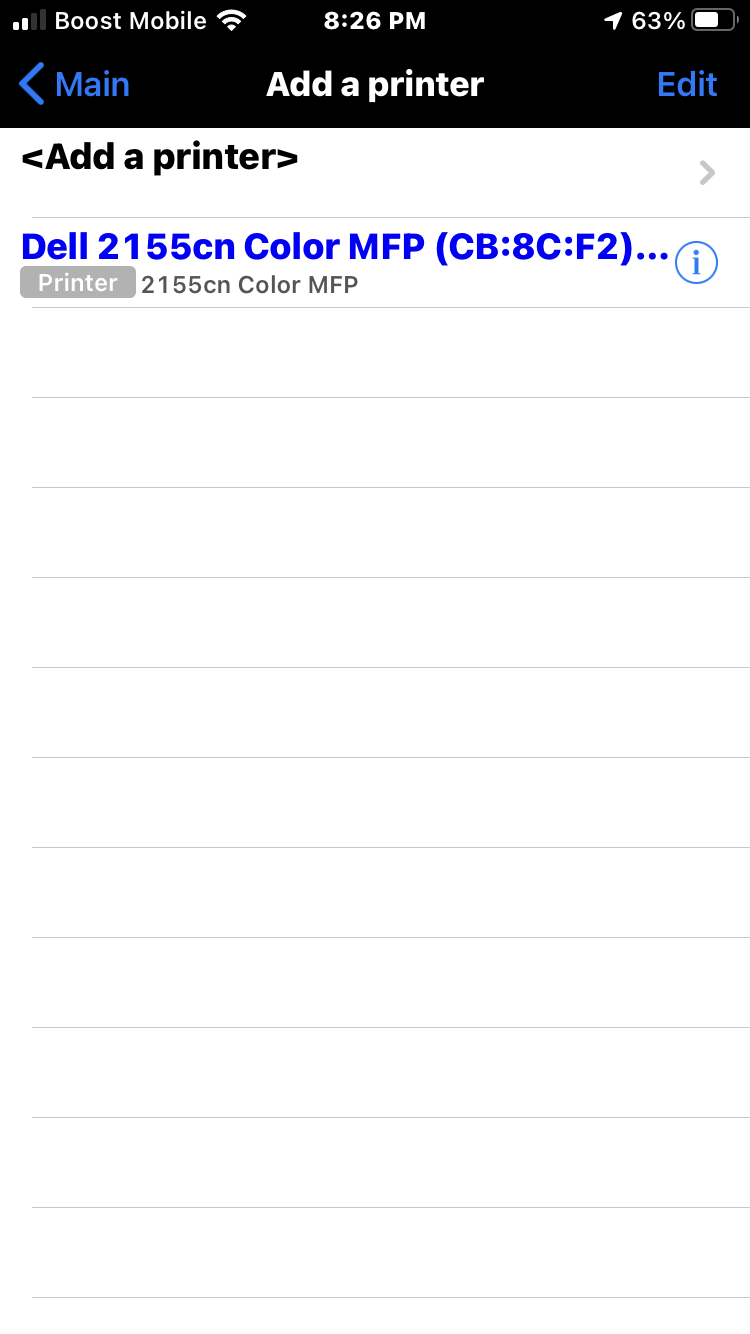 Boost Mobile 8:26 PM 63%
Main Add a printer Edit
<Add a printer>
Dell 2155cn Color MFP (CB:8C:F2)...
i
Printer 2155cn Color MFP